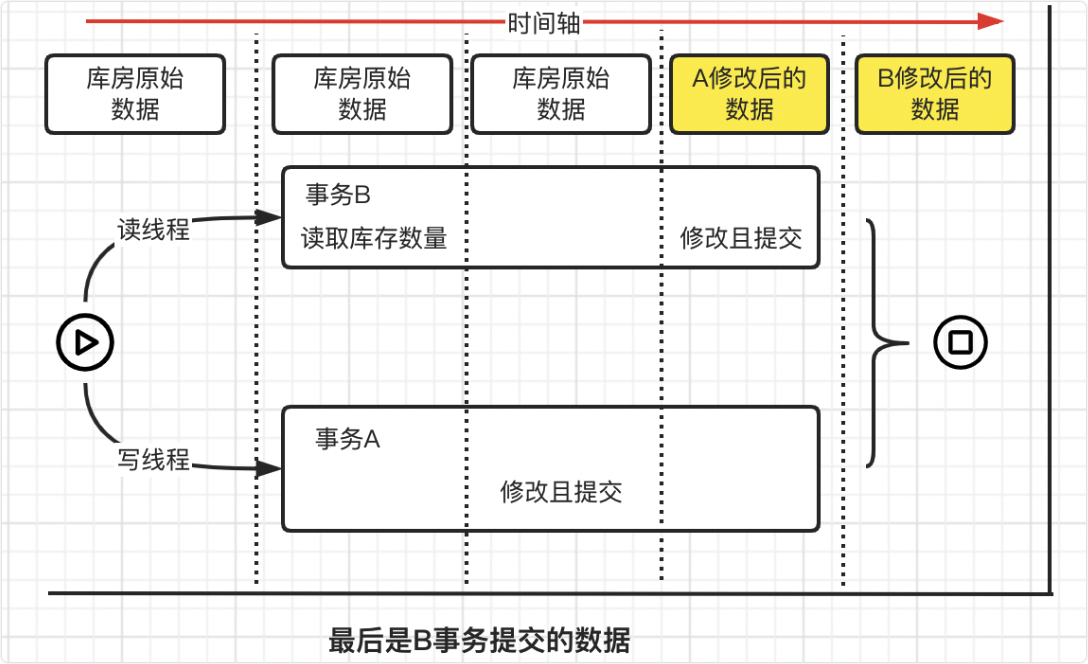 时间轴
库房原始
数据
库房原始
数据
库房原始
数据
A修改后的
数据
B修改后的
数据
事务B
读线程
读取库存数量
修改且提交
事务A
写线程
修改且提交
最后是B事务提交的数据